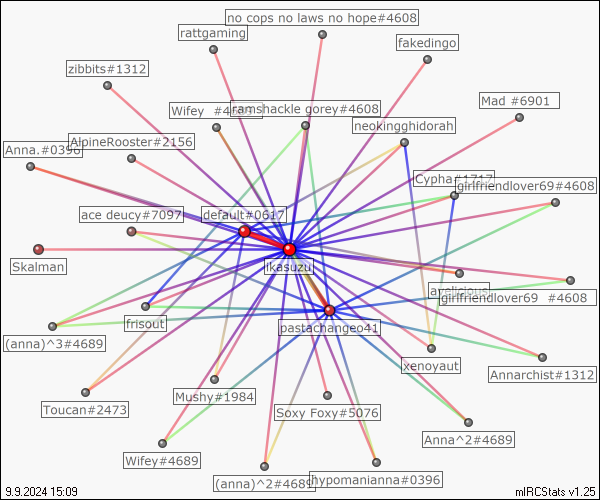 no cops no laws no hope#4608
rattgaming
fakedingo
zibbits#1312
Mad #6901
Wifey
ramshackle gorey#4608
neokingghidorah
AlpineRooster#2156
Anna.#0396
Cypha#1717
girlfriendlover69#4608
ace deucy#7097
default#0617
Skalman
ikasuzu
girlfriendlover69 #4608
frisout
pastachangeo41
(anna)^3#4689
xenoyaut
Annarchist#1312
Mushy#1984
Toucan#2473
Soxy Foxy#5076
Anna^2#4689
Wifey#4689
(anna)^2#4689
hypomanianna#0396
9.9.2024 15:09
mIRCStats v1.25